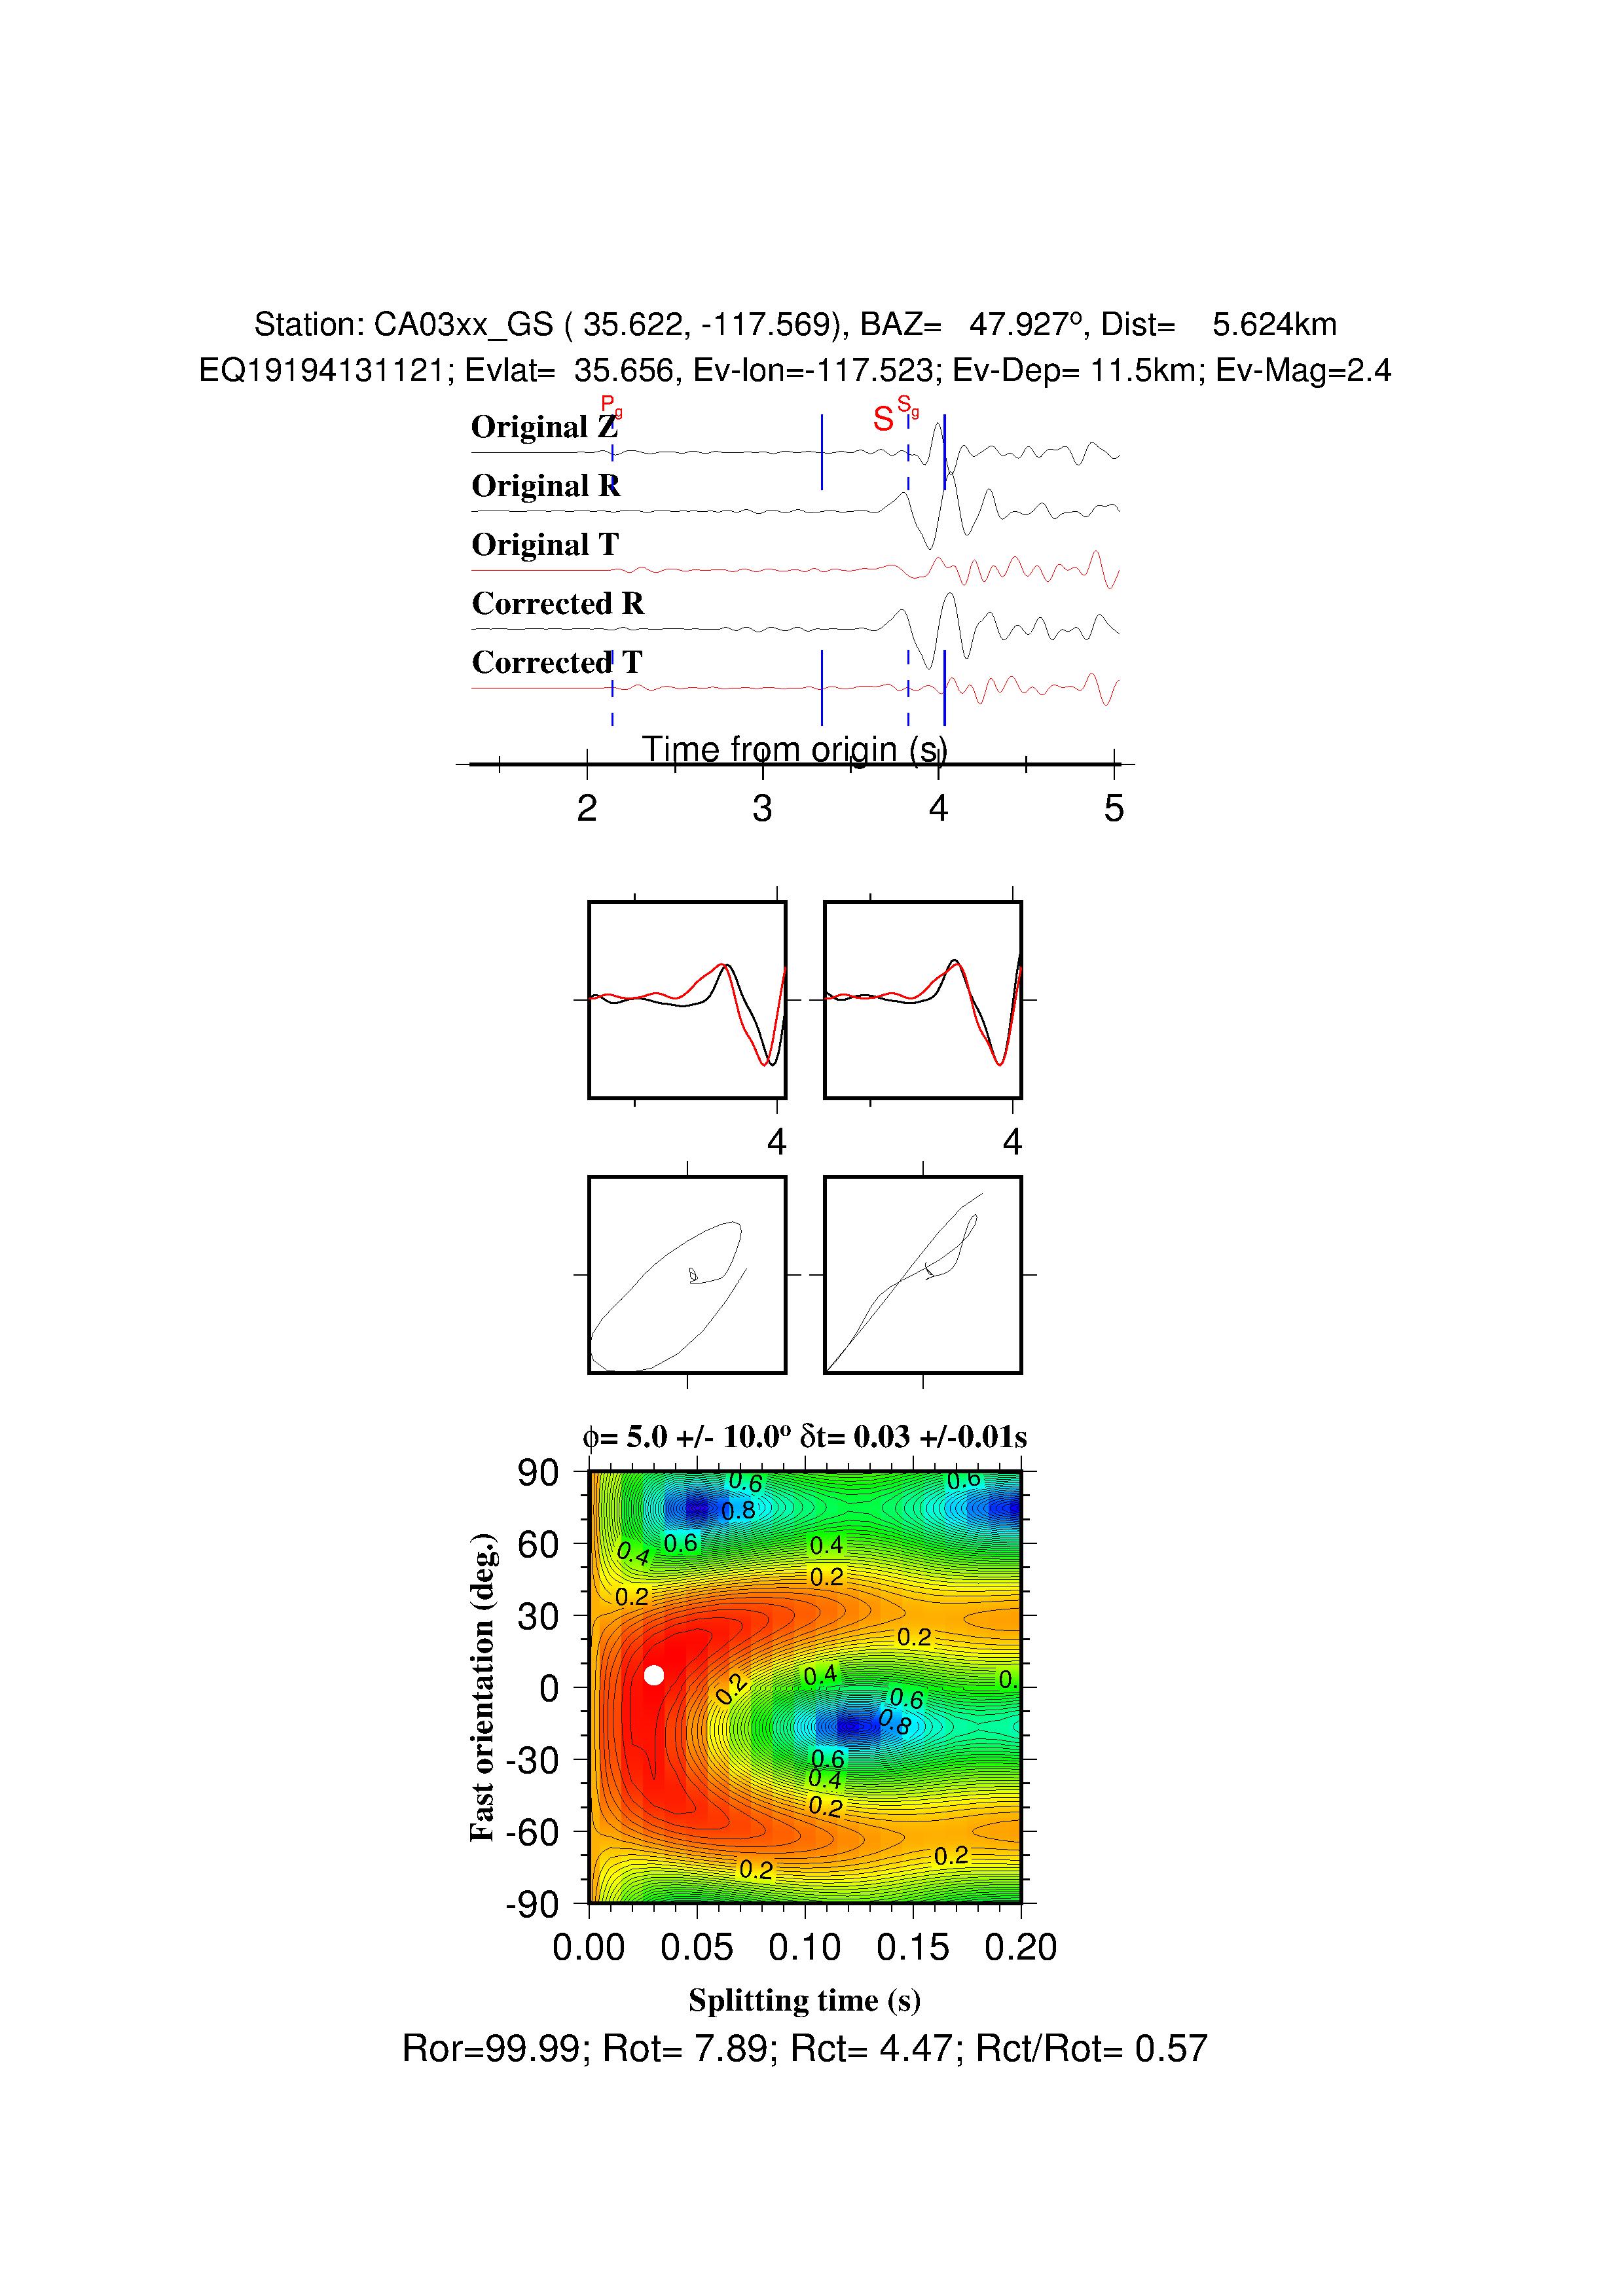 Station: CA03xx_GS ( 35.622, -117.569), BAZ= 47.927º, Dist= 5.624km
EQ19194131121; Evlat= 35.656, Ev-lon=-117.523; Ev-Dep= 11.5km; Ev-Mag=2.4
Pg
S Sg
Original Z
Original R
Original T
Corrected R
Corrected T
Time from origin (s)
2 3 4 5
4 4
ϕ= 5.0 +/- 10.0º δt= 0.03 +/-0.01s
Fast orientation (deg.)
90
60
30
0
-30
-60
-90
0.6 0.6
0.8
0.4 0.6 0.4
0.2
0.2
0.2
0.2 0.4 0.
0.6
0.8
0.6
0.4
0.2
0.2
0.2
0.00 0.05 0.10 0.15 0.20
Splitting time (s)
Ror=99.99; Rot= 7.89; Rct= 4.47; Rct/Rot= 0.57